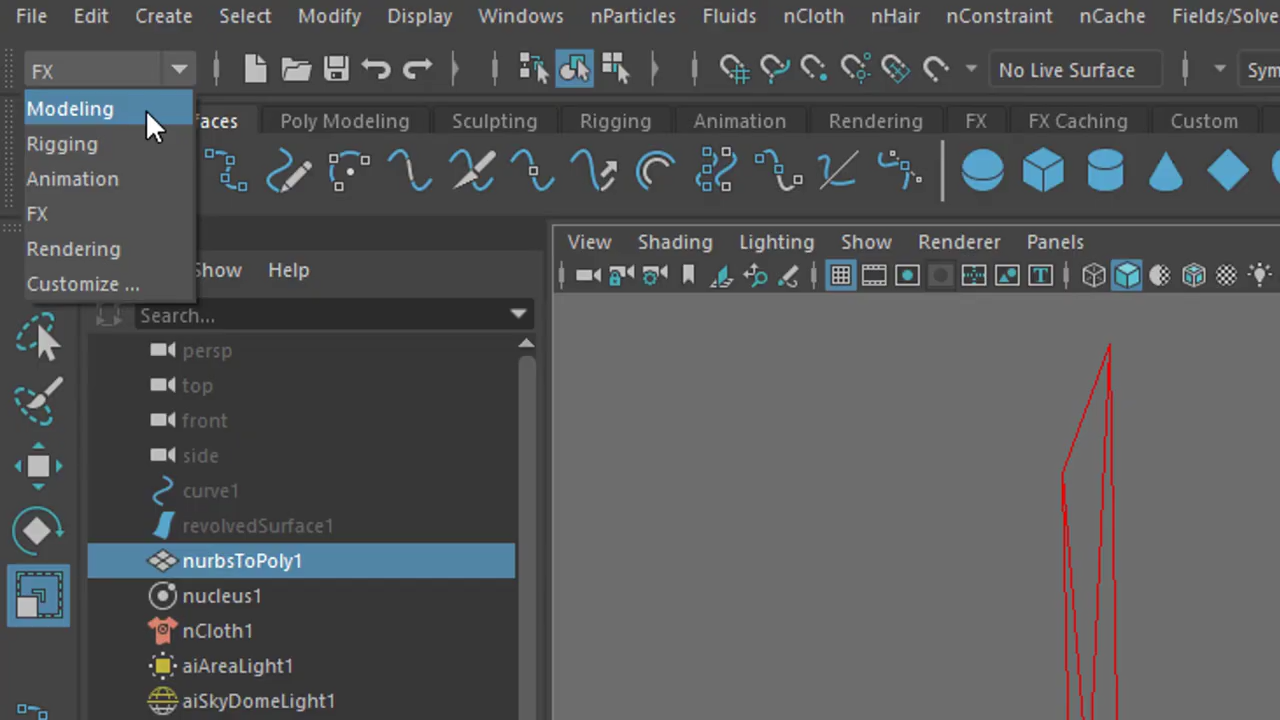 File Edit Create Select Modify Display Windows nParticles Fluids nCloth nHair nConstraint nCache Fields/Solve
FX No Live Surface Sym
Modeling
faces Poly Modeling Sculpting Rigging Animation Rendering FX FX Caching Custom
Rigging
Animation
FX
Rendering
Customize ...
Show Help
View Shading Lighting Show Renderer Panels
T
Search...
persp
top
front
side
curve1
revolvedSurface1
nurbsToPoly1
nucleus1
nCloth1
aiAreaLight1
aiSkyDomeLight1